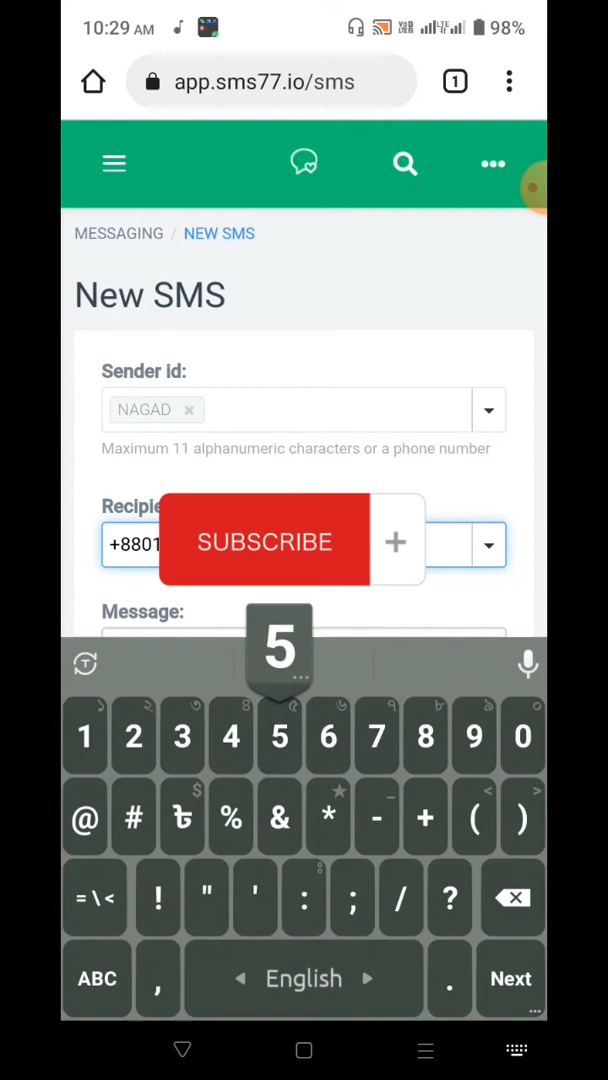 10:29 AM
98%
app.sms77.io/sms
1
MESSAGING / NEW SMS
New SMS
Sender id:
NAGAD ×
Maximum 11 alphanumeric characters or a phone number
+8801
SUBSCRIBE +
Message:
5
1 2 3 4 5 6 7 8 9 0
@ # ৳ % & * - + ( )
= \ < ! " ' : ; / ?
ABC , English . Next